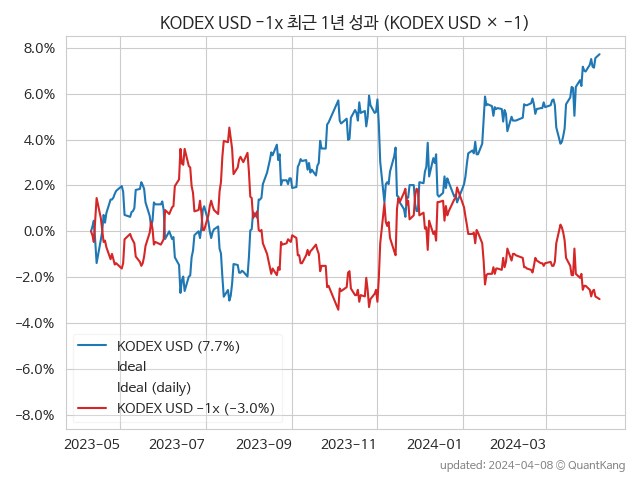 KODEX USD −1x 최근 1년 성과 (KODEX USD × −1)
8.0%
6.0%
4.0%
2.0%
0.0%
−2.0%
−4.0%
−6.0%
−8.0%
KODEX USD (7.7%)
Ideal
Ideal (daily)
KODEX USD −1x (−3.0%)
2023-05
2023-07
2023-09
2023-11
2024-01
2024-03
updated: 2024-04-08 © QuantKang